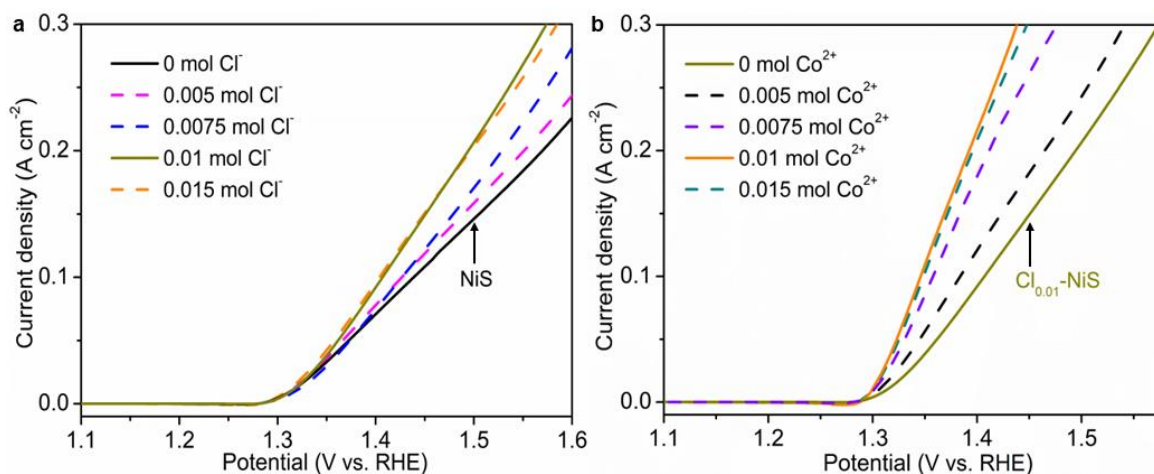 a
0.3
0.2
0.1
0.0
Current density (A cm⁻²)
0 mol Cl⁻
0.005 mol Cl⁻
0.0075 mol Cl⁻
0.01 mol Cl⁻
0.015 mol Cl⁻
NiS
1.1 1.2 1.3 1.4 1.5 1.6
Potential (V vs. RHE)
b
0.3
0.2
0.1
0.0
Current density (A cm⁻²)
0 mol Co²⁺
0.005 mol Co²⁺
0.0075 mol Co²⁺
0.01 mol Co²⁺
0.015 mol Co²⁺
Cl₀.₀₁-NiS
1.1 1.2 1.3 1.4 1.5
Potential (V vs. RHE)